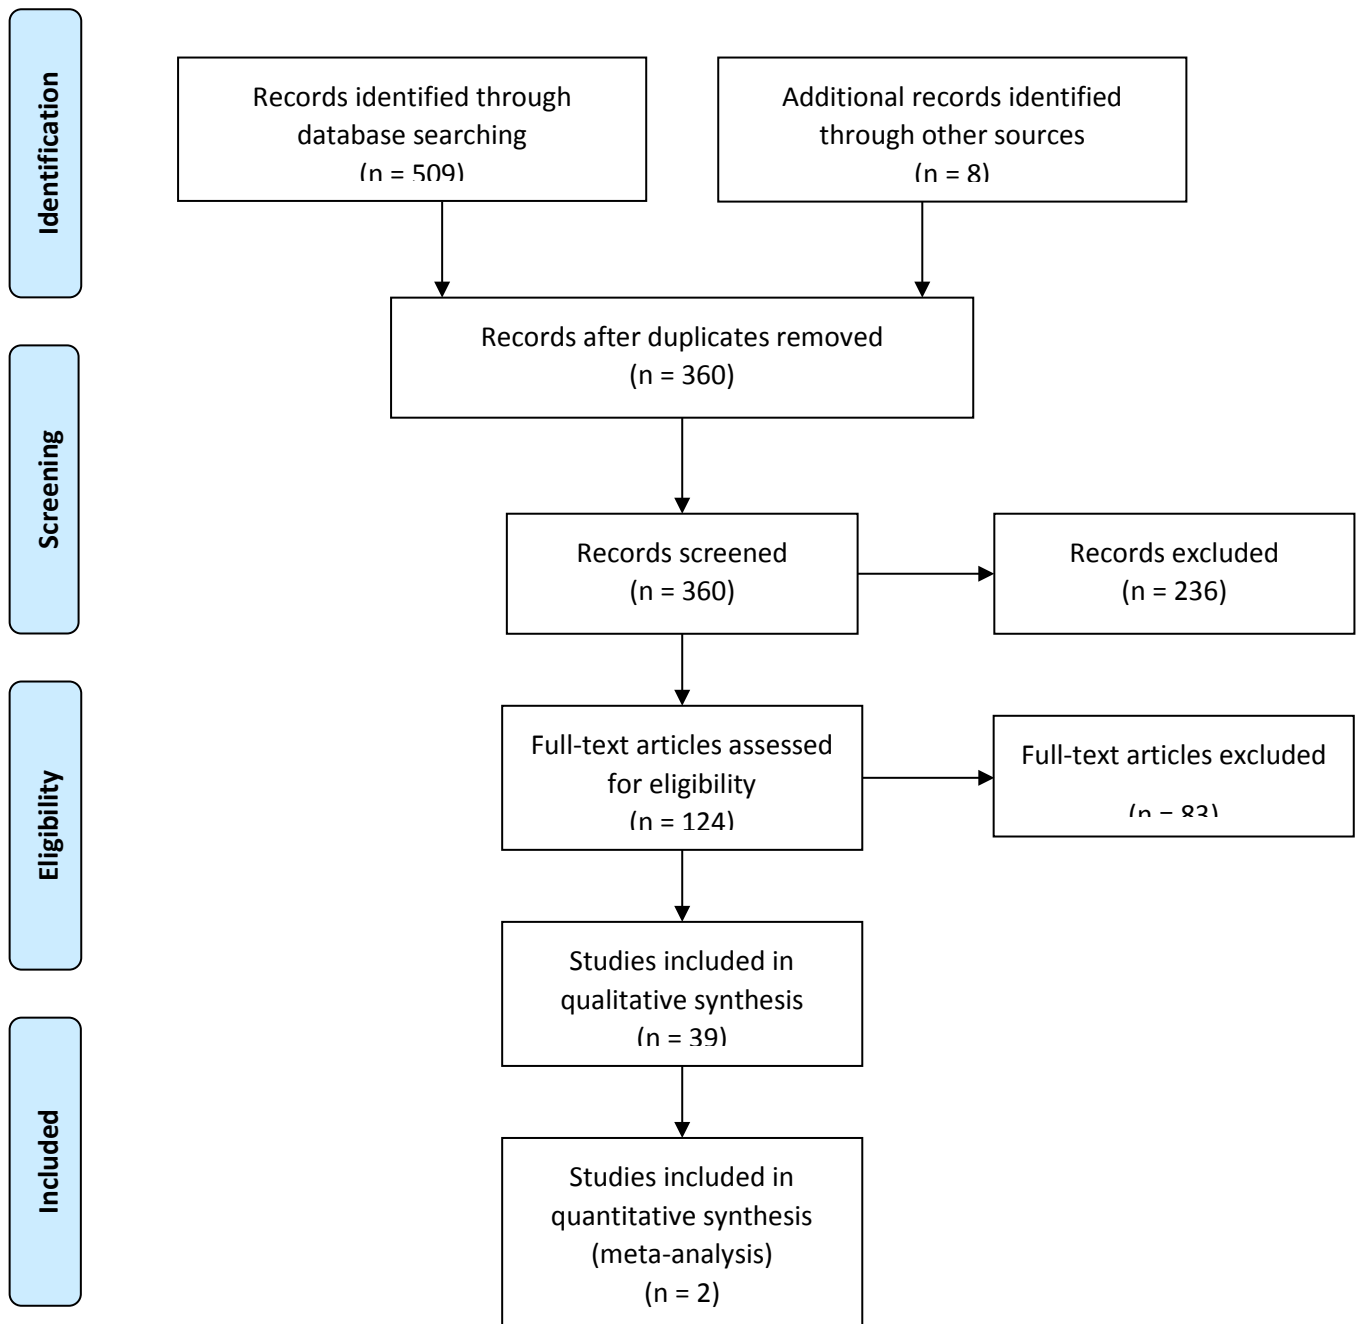 Identification
Records identified through
database searching
(n = 509)
Additional records identified
through other sources
(n = 8)
Records after duplicates removed
(n = 360)
Screening
Records screened
(n = 360)
Records excluded
(n = 236)
Eligibility
Full-text articles assessed
for eligibility
(n = 124)
Full-text articles excluded
(n = 83)
Studies included in
qualitative synthesis
(n = 39)
Included
Studies included in
quantitative synthesis
(meta-analysis)
(n = 2)